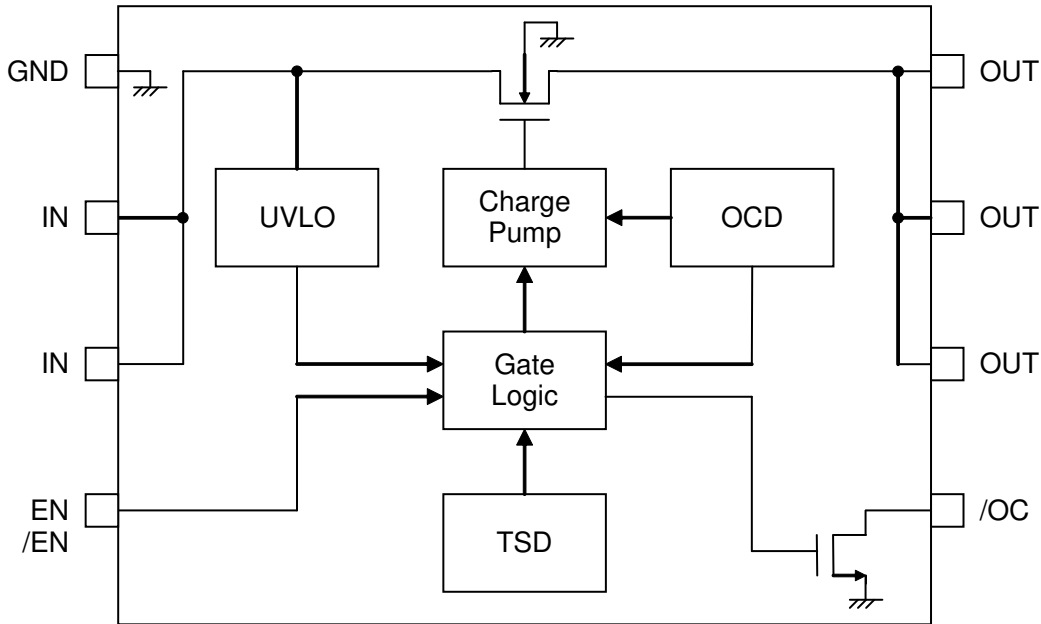 GND
OUT
IN
UVLO
Charge
Pump
OCD
OUT
IN
Gate
Logic
OUT
EN
/EN
TSD
/OC